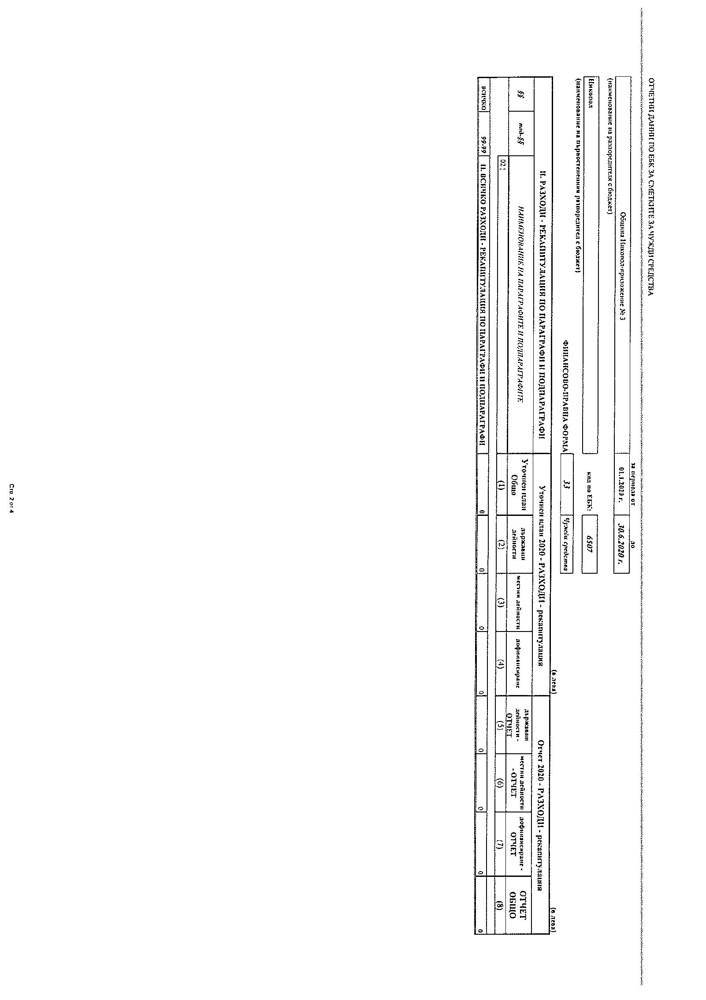 ОТЧЕТНИ ДАННИ ПО ЕБК ЗА СМЕТКИТЕ ЗА ЧУЖДИ СРЕДСТВА
за периода от
до
Община Никопол-приложение № 3
01.1.2020 г.
30.6.2020 г.
(наименование на разпоредителя с бюджет)
Никопол
код по ЕБК:
6507
(наименование на първостепенния разпоредител с бюджет)
ФИНАНСОВО-ПРАВНА ФОРМА
33
Чужди средства
(в лева)
(в лева)
II. РАЗХОДИ - РЕКАПИТУЛАЦИЯ ПО ПАРАГРАФИ И ПОДПАРАГРАФИ
Уточнен план 2020 - РАЗХОДИ - рекапитулация
Отчет 2020 - РАЗХОДИ - рекапитулация
§§
под-§§
НАИМЕНОВАНИЕ НА ПАРАГРАФИТЕ И ПОДПАРАГРАФИТЕ
Уточнен план
Общо
държавни
дейности
местни дейности
дофинансиране
държавни
дейности -
ОТЧЕТ
местни дейности
- ОТЧЕТ
дофинансиране -
ОТЧЕТ
ОТЧЕТ
ОБЩО
(1)
(2)
(3)
(4)
(5)
(6)
(7)
(8)
ВСИЧКО
99-99
II. ВСИЧКО РАЗХОДИ - РЕКАПИТУЛАЦИЯ ПО ПАРАГРАФИ И ПОДПАРАГРАФИ
0
0
0
0
0
0
0
0
Стр. 2 от 4